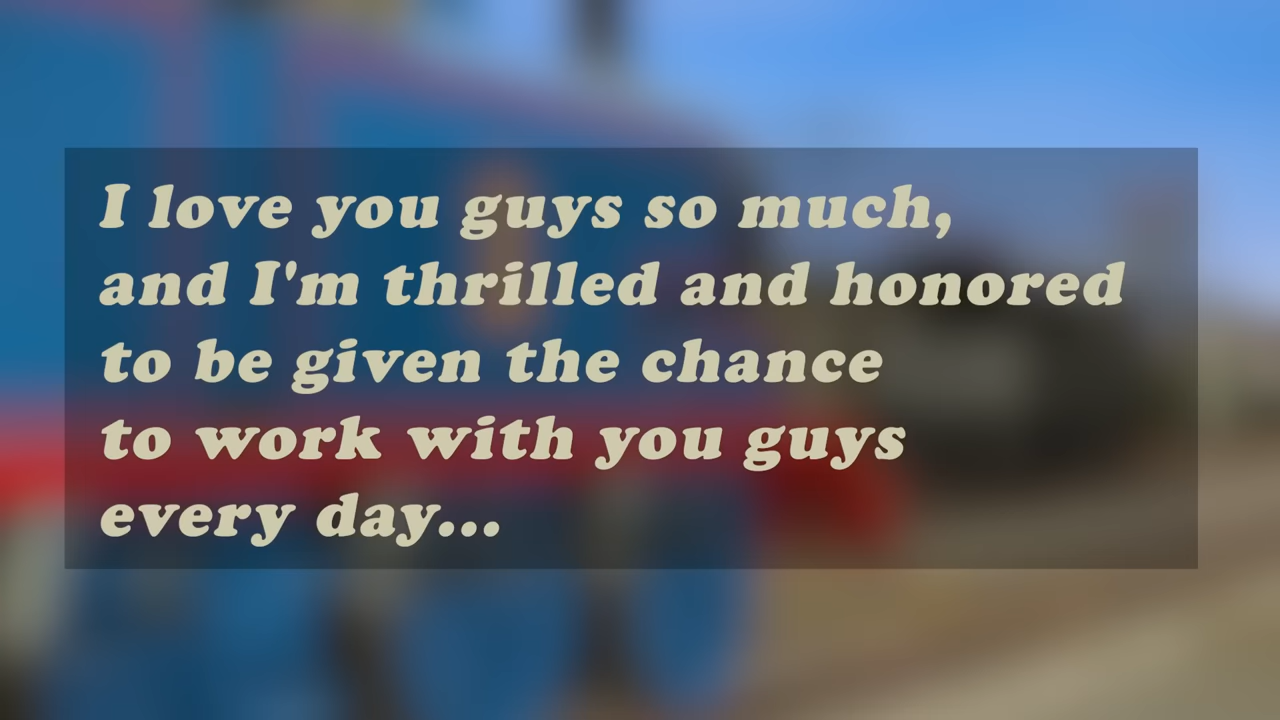 I love you guys so much,
and I'm thrilled and honored
to be given the chance
to work with you guys
every day...